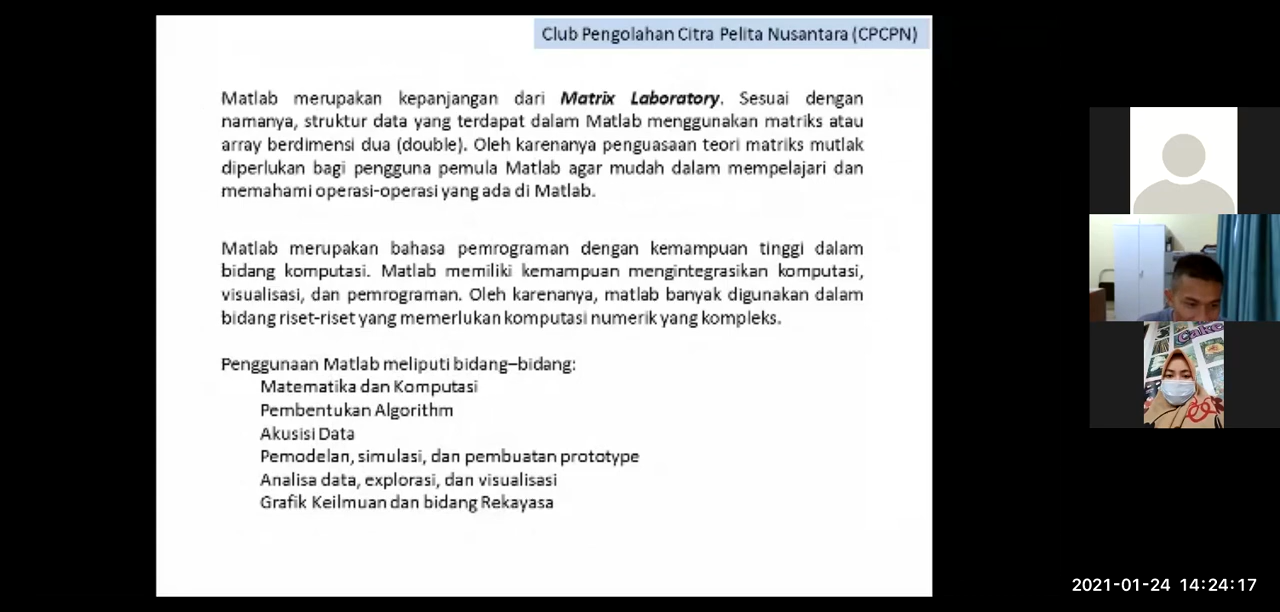 Club Pengolahan Citra Pelita Nusantara (CPCPN)
Matlab merupakan kepanjangan dari Matrix Laboratory. Sesuai dengan
namanya, struktur data yang terdapat dalam Matlab menggunakan matriks atau
array berdimensi dua (double). Oleh karenanya penguasaan teori matriks mutlak
diperlukan bagi pengguna pemula Matlab agar mudah dalam mempelajari dan
memahami operasi-operasi yang ada di Matlab.
Matlab merupakan bahasa pemrograman dengan kemampuan tinggi dalam
bidang komputasi. Matlab memiliki kemampuan mengintegrasikan komputasi,
visualisasi, dan pemrograman. Oleh karenanya, matlab banyak digunakan dalam
bidang riset-riset yang memerlukan komputasi numerik yang kompleks.
Penggunaan Matlab meliputi bidang–bidang:
Matematika dan Komputasi
Pembentukan Algorithm
Akusisi Data
Pemodelan, simulasi, dan pembuatan prototype
Analisa data, explorasi, dan visualisasi
Grafik Keilmuan dan bidang Rekayasa
Cake
2021-01-24 14:24:17